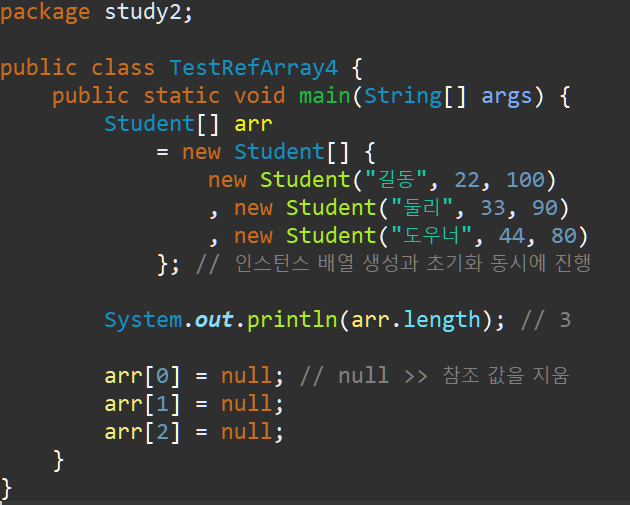 package study2;
public class TestRefArray4 {
public static void main(String[] args) {
Student[] arr
= new Student[] {
new Student("길동", 22, 100)
, new Student("둘리", 33, 90)
, new Student("도우너", 44, 80)
}; // 인스턴스 배열 생성과 초기화 동시에 진행
System.out.println(arr.length); // 3
arr[0] = null; // null >> 참조 값을 지움
arr[1] = null;
arr[2] = null;
}
}